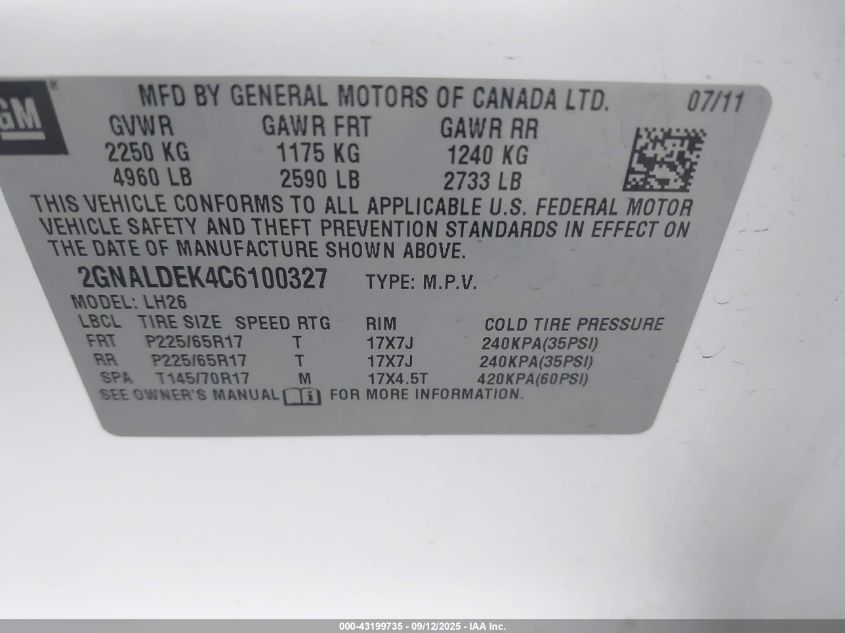 GM ®
MFD BY GENERAL MOTORS OF CANADA LTD. 07/11
GVWR GAWR FRT GAWR RR
2250 KG 1175 KG 1240 KG
4960 LB 2590 LB 2733 LB
THIS VEHICLE CONFORMS TO ALL APPLICABLE U.S. FEDERAL MOTOR
VEHICLE SAFETY AND THEFT PREVENTION STANDARDS IN EFFECT ON
THE DATE OF MANUFACTURE SHOWN ABOVE.
2GNALDEK4C6100327 TYPE: M.P.V.
MODEL: LH26
LBCL TIRE SIZE SPEED RTG RIM COLD TIRE PRESSURE
FRT P225/65R17 T 17X7J 240KPA(35PSI)
RR P225/65R17 T 17X7J 240KPA(35PSI)
SPA T145/70R17 M 17X4.5T 420KPA(60PSI)
SEE OWNER'S MANUAL i FOR MORE INFORMATION.
000-43199735 - 09/12/2025 - IAA Inc.